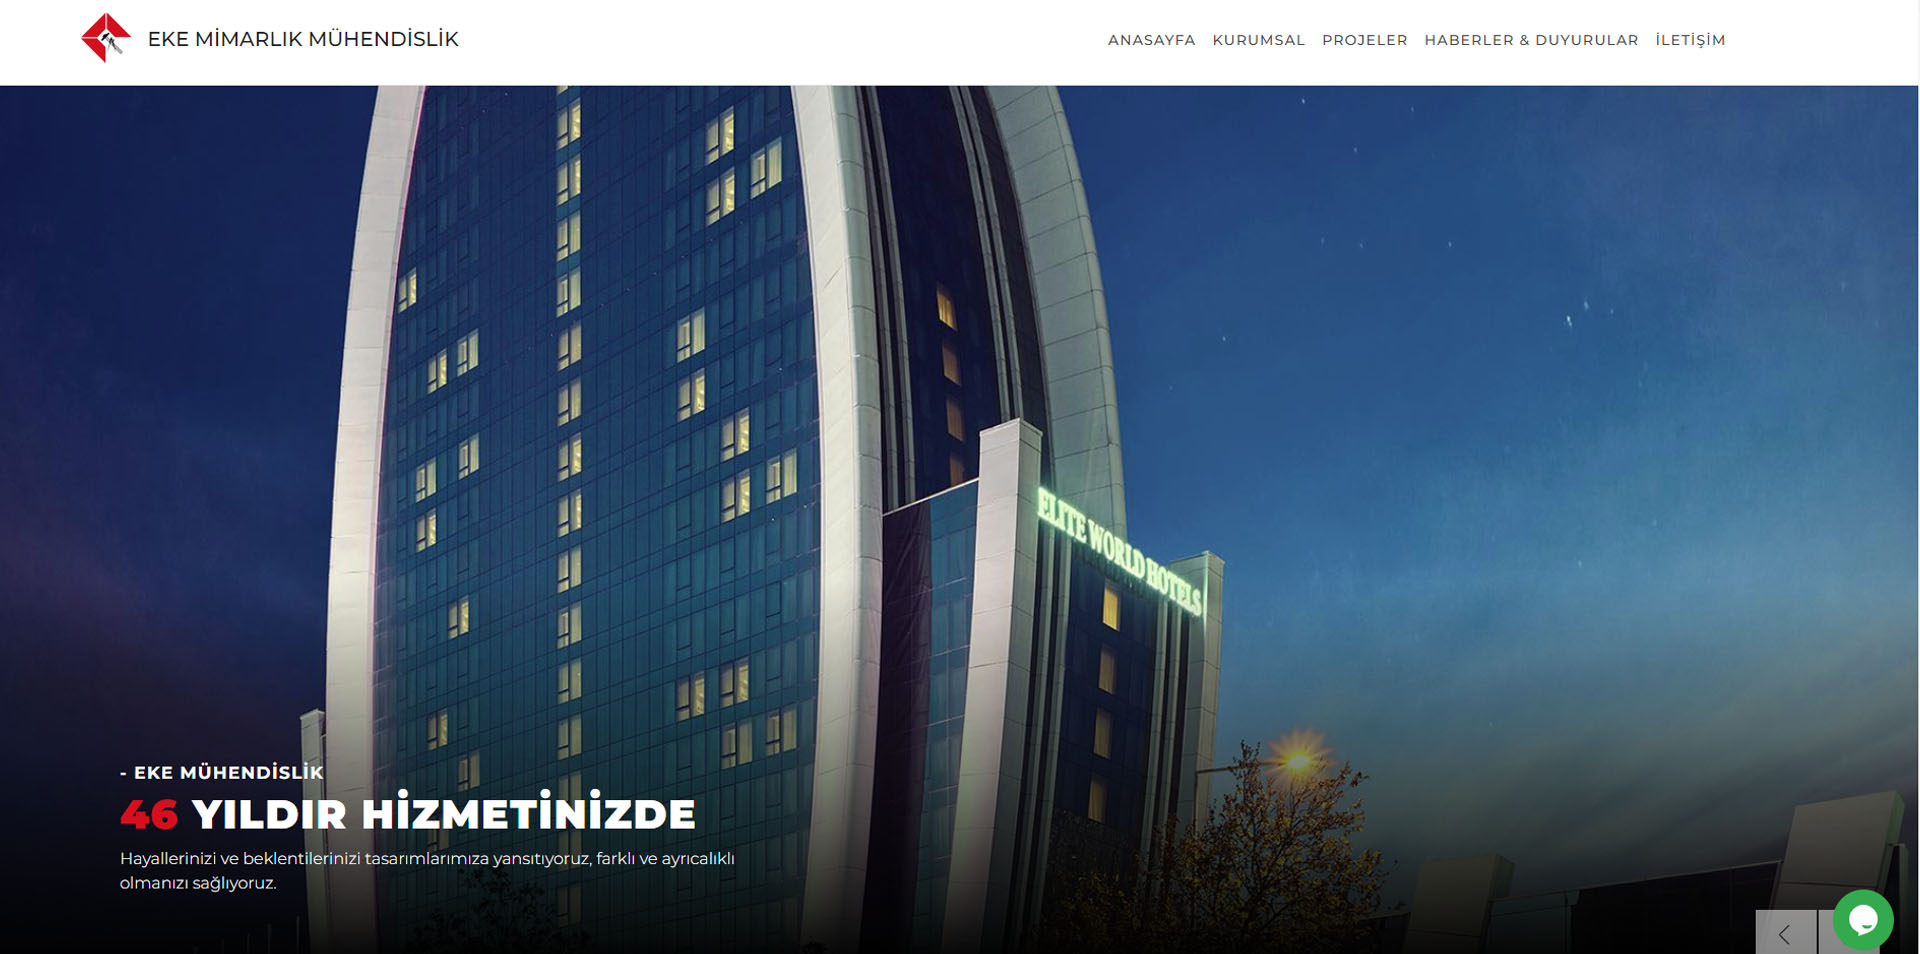 EKE MİMARLIK MÜHENDİSLİK
ANASAYFA KURUMSAL PROJELER HABERLER & DUYURULAR İLETİŞİM
ELITE WORLD HOTELS
- EKE MÜHENDİSLİK
46 YILDIR HİZMETİNİZDE
Hayallerinizi ve beklentilerinizi tasarımlarımıza yansıtıyoruz, farklı ve ayrıcalıklı
olmanızı sağlıyoruz.